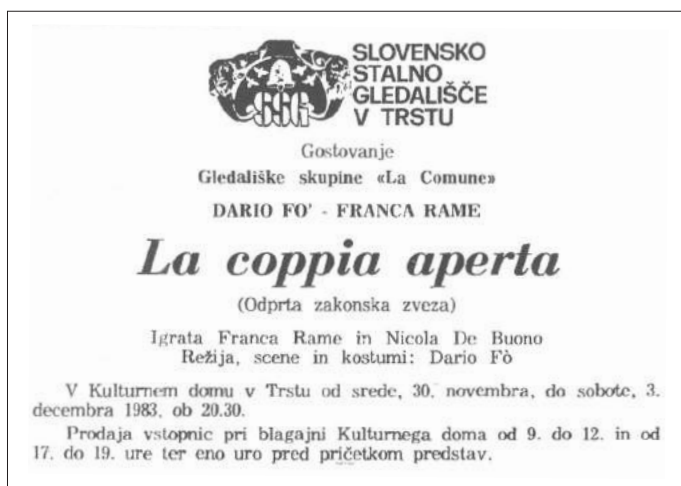 SSG
SLOVENSKO
STALNO
GLEDALIŠČE
V TRSTU
Gostovanje
Gledališke skupine «La Comune»
DARIO FO' - FRANCA RAME
La coppia aperta
(Odprta zakonska zveza)
Igrata Franca Rame in Nicola De Buono
Režija, scene in kostumi: Dario Fò
V Kulturnem domu v Trstu od srede, 30. novembra, do sobote, 3.
decembra 1983, ob 20.30.
Prodaja vstopnic pri blagajni Kulturnega doma od 9. do 12. in od
17. do 19. ure ter eno uro pred pričetkom predstav.